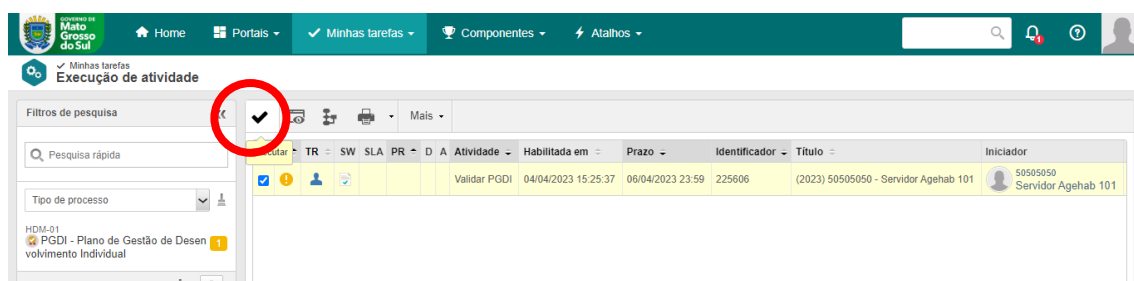 GOVERNO DE
Mato
Grosso
do Sul
Home
Portais
Minhas tarefas
Componentes
Atalhos
1
Minhas tarefas
Execução de atividade
Filtros de pesquisa
Mais
Pesquisa rápida
TR SW SLA PR D A Atividade Habilitada em Prazo Identificador Título Iniciador
Validar PGDI 04/04/2023 15:25:37 06/04/2023 23:59 225606 (2023) 50505050 - Servidor Agehab 101 50505050
Servidor Agehab 101
Tipo de processo
HDM-01
PGDI - Plano de Gestão de Desen 1
volvimento Individual